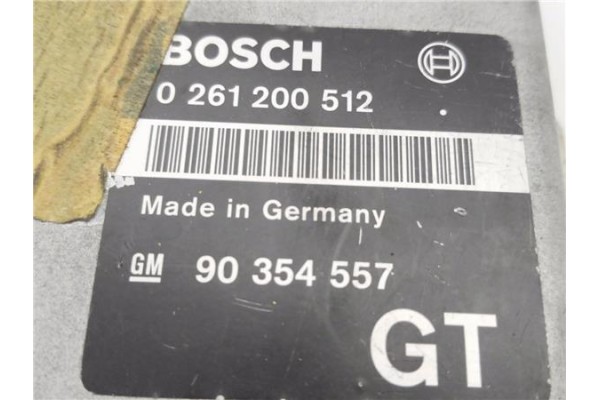 BOSCH
0 261 200 512
Made in Germany
GM 90 354 557
GT